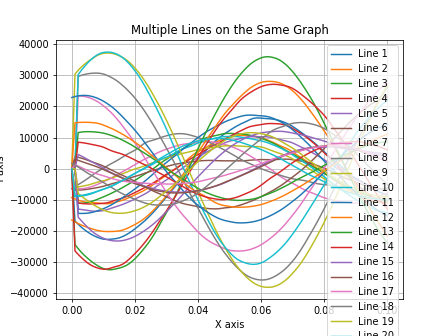 Multiple Lines on the Same Graph
40000
30000
20000
10000
0
−10000
−20000
−30000
−40000
0.00
0.02
0.04
0.06
X axis
Line 1
Line 2
Line 3
Line 4
Line 5
Line 6
Line 7
Line 8
Line 9
Line 10
Line 11
Line 12
Line 13
Line 14
Line 15
Line 16
Line 17
Line 18
Line 19